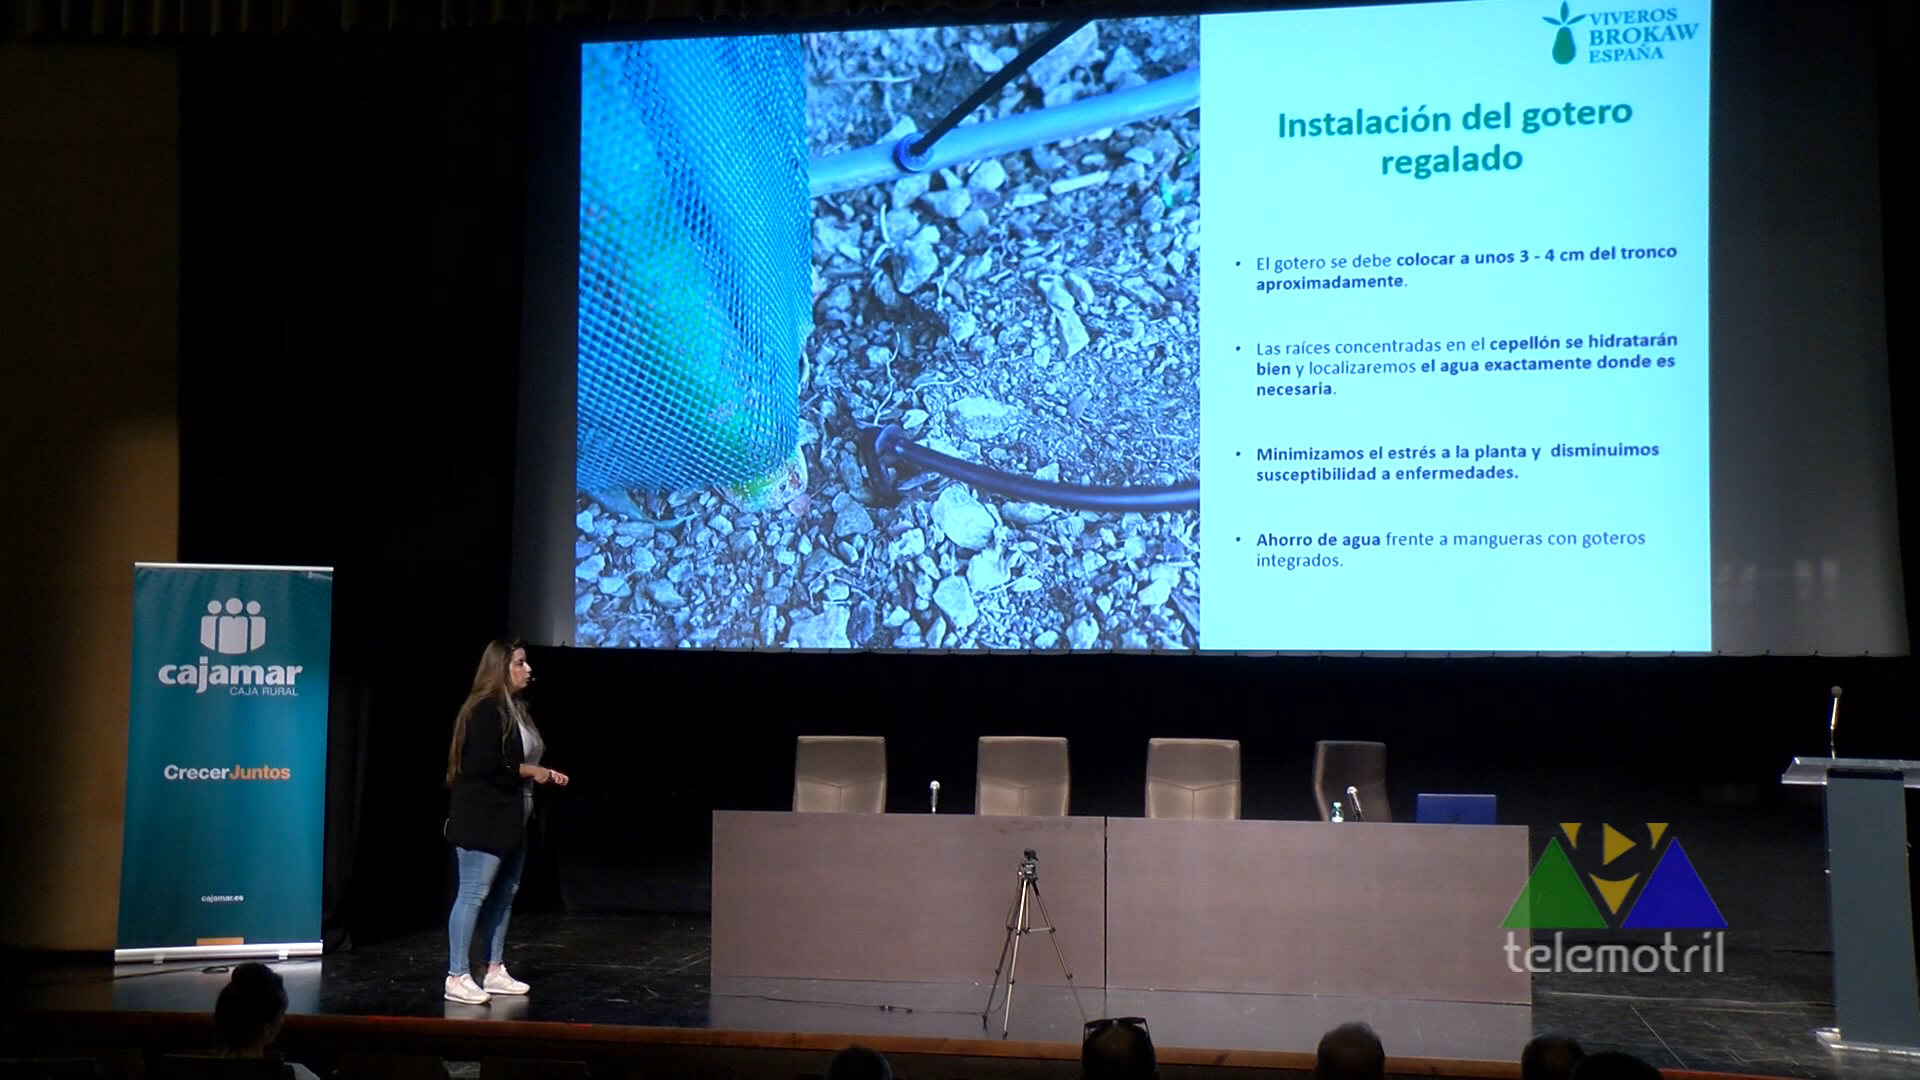 VIVEROS
BROKAW
ESPAÑA
Instalación del gotero
regalado
• El gotero se debe colocar a unos 3 - 4 cm del tronco
aproximadamente.
• Las raíces concentradas en el cepellón se hidratarán
bien y localizaremos el agua exactamente donde es
necesaria.
• Minimizamos el estrés a la planta y disminuimos
susceptibilidad a enfermedades.
• Ahorro de agua frente a mangueras con goteros
integrados.
cajamar
CAJA RURAL
CrecerJuntos
cajamar.es
telemotril